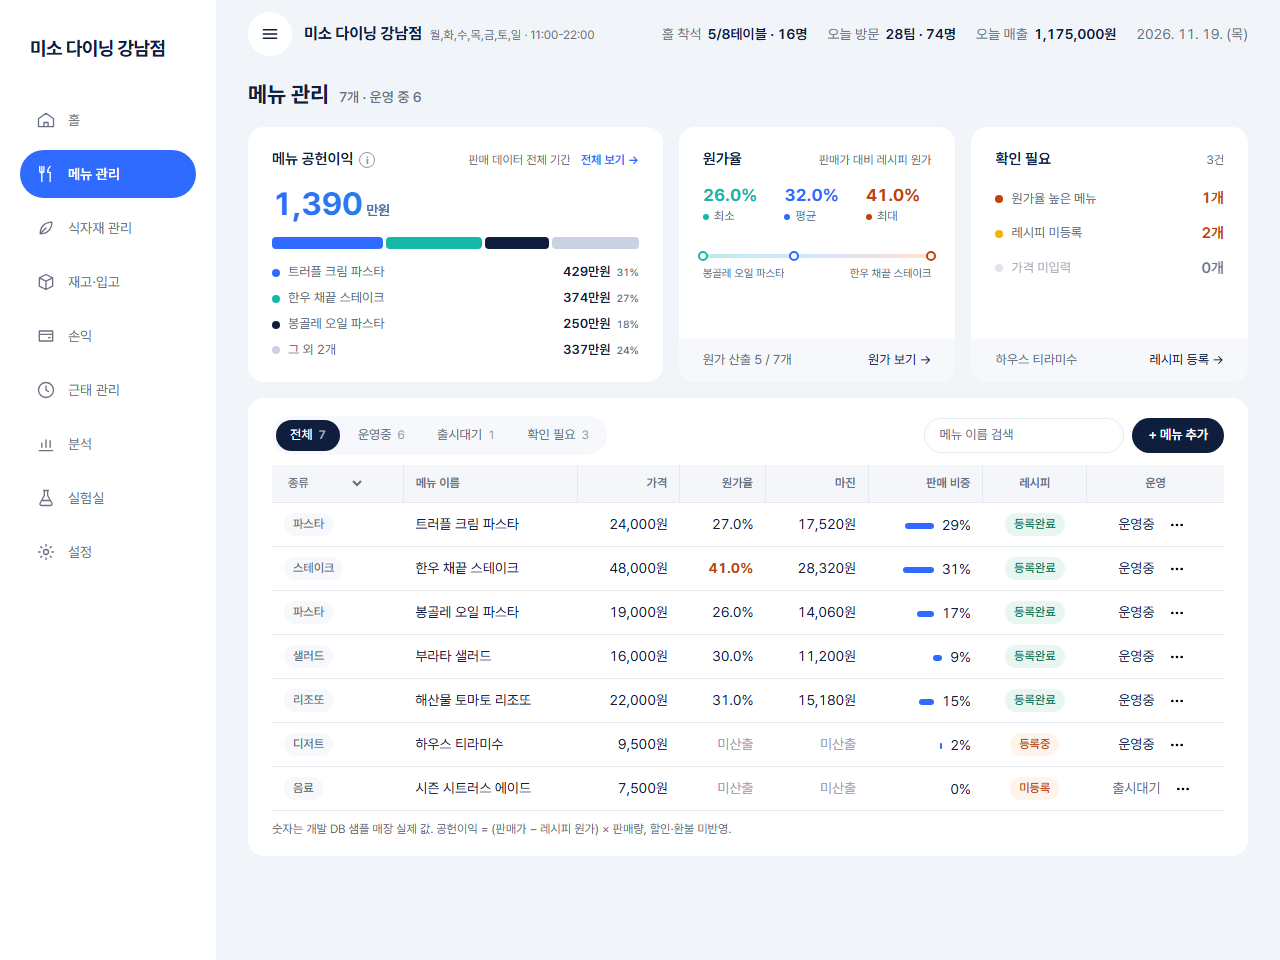 미소 다이닝 강남점
홀
메뉴 관리
식자재 관리
재고·입고
손익
근태 관리
분석
실험실
설정
미소 다이닝 강남점 월,화,수,목,금,토,일 · 11:00-22:00
홀 착석 5/8테이블 · 16명 오늘 방문 28팀 · 74명 오늘 매출 1,175,000원 2026. 11. 19. (목)
메뉴 관리 7개 · 운영 중 6
메뉴 공헌이익 판매 데이터 전체 기간 전체 보기 →
1,390 만원
트러플 크림 파스타 429만원 31%
한우 채끝 스테이크 374만원 27%
봉골레 오일 파스타 250만원 18%
그 외 2개 337만원 24%
원가율 판매가 대비 레시피 원가
26.0% 32.0% 41.0%
최소 평균 최대
봉골레 오일 파스타 한우 채끝 스테이크
원가 산출 5 / 7개 원가 보기 →
확인 필요 3건
원가율 높은 메뉴 1개
레시피 미등록 2개
가격 미입력 0개
하우스 티라미수 레시피 등록 →
전체 7 운영중 6 출시대기 1 확인 필요 3
메뉴 이름 검색 + 메뉴 추가
종류 메뉴 이름 가격 원가율 마진 판매 비중 레시피 운영
파스타 트러플 크림 파스타 24,000원 27.0% 17,520원 29% 등록완료 운영중 ···
스테이크 한우 채끝 스테이크 48,000원 41.0% 28,320원 31% 등록완료 운영중 ···
파스타 봉골레 오일 파스타 19,000원 26.0% 14,060원 17% 등록완료 운영중 ···
샐러드 부라타 샐러드 16,000원 30.0% 11,200원 9% 등록완료 운영중 ···
리조또 해산물 토마토 리조또 22,000원 31.0% 15,180원 15% 등록완료 운영중 ···
디저트 하우스 티라미수 9,500원 미산출 미산출 2% 등록중 운영중 ···
음료 시즌 시트러스 에이드 7,500원 미산출 미산출 0% 미등록 출시대기 ···
숫자는 개발 DB 샘플 매장 실제 값. 공헌이익 = (판매가 − 레시피 원가) × 판매량, 할인·환불 미반영.